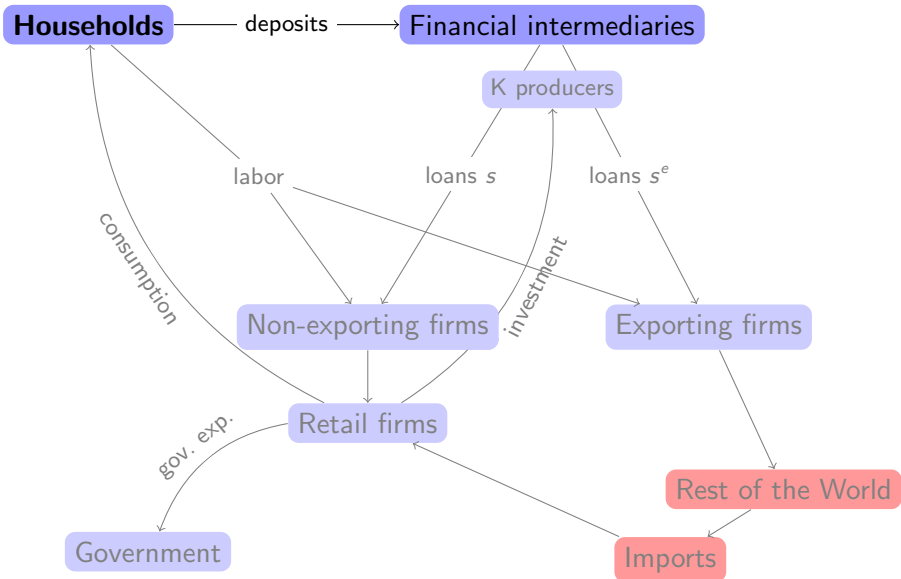 Households
deposits
Financial intermediaries
K producers
labor
loans s
loans sᵉ
consumption
investment
Non-exporting firms
Exporting firms
gov. exp.
Retail firms
Rest of the World
Government
Imports